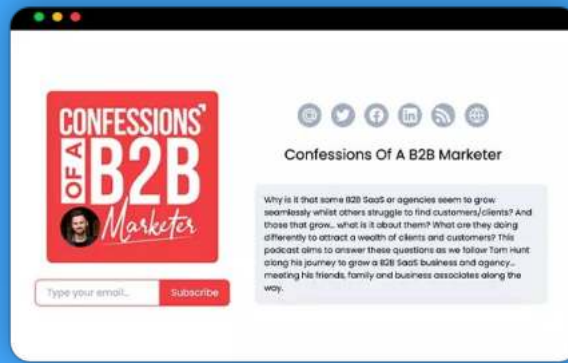 CONFESSIONS
OF A
B2B
Marketer
Type your email...
Subscribe
Confessions Of A B2B Marketer
Why is it that some B2B SaaS or agencies seem to grow
seamlessly whilst others struggle to find customers/clients? And
those that grow... what is it about them? What are they doing
differently to attract a wealth of clients and customers? This
podcast aims to answer these questions as we follow Tom Hunt
along his journey to grow a B2B SaaS business and agency...
meeting his friends, family and business associates along the
way.